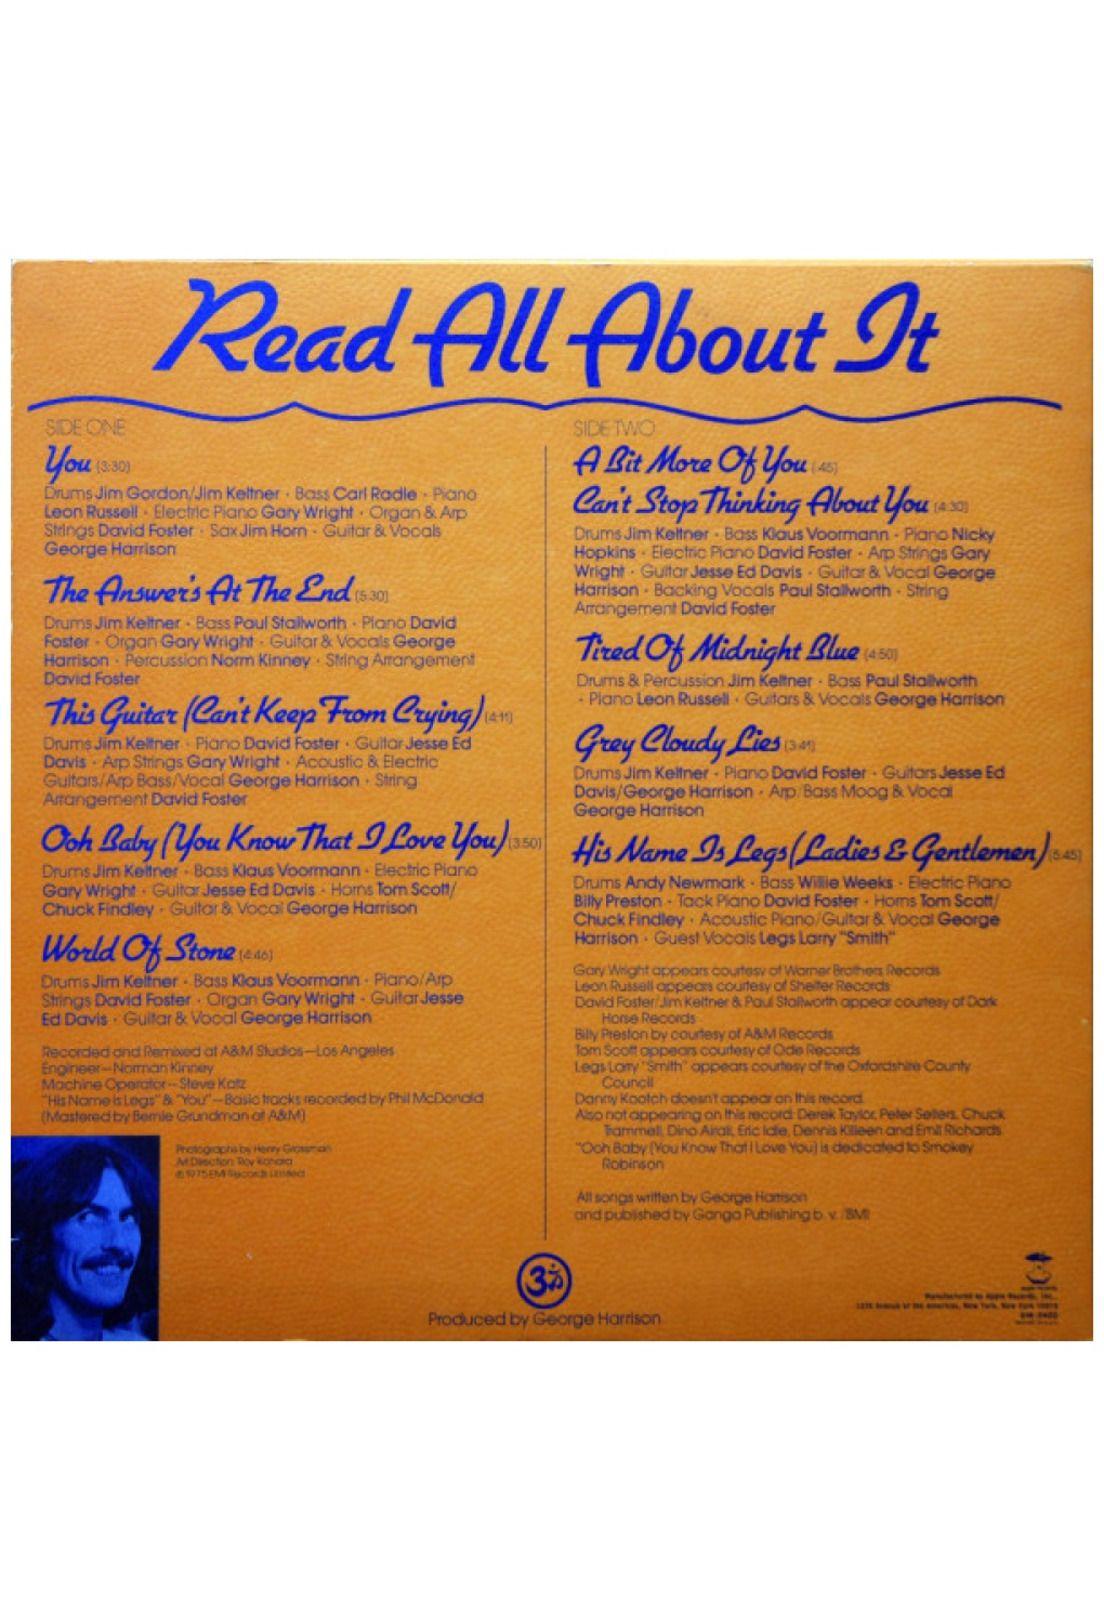 Read All About It
SIDE ONE
You (3:30)
Drums Jim Gordon/Jim Keltner · Bass Carl Radle · Piano
Leon Russell · Electric Piano Gary Wright · Organ & Arp
Strings David Foster · Sax Jim Horn · Guitar & Vocals
George Harrison
The Answer's At The End (5:30)
Drums Jim Keltner · Bass Paul Stallworth · Piano David
Foster · Organ Gary Wright · Guitar & Vocals George
Harrison · Percussion Norm Kinney · String Arrangement
David Foster
This Guitar (Can't Keep From Crying) (4:11)
Drums Jim Keltner · Piano David Foster · Guitar Jesse Ed
Davis · Arp Strings Gary Wright · Acoustic & Electric
Guitars/Arp Bass/Vocal George Harrison · String
Arrangement David Foster
Ooh Baby (You Know That I Love You) (3:50)
Drums Jim Keltner · Bass Klaus Voormann · Electric Piano
Gary Wright · Guitar Jesse Ed Davis · Horns Tom Scott/
Chuck Findley · Guitar & Vocal George Harrison
World Of Stone (4:46)
Drums Jim Keltner · Bass Klaus Voormann · Piano/Arp
Strings David Foster · Organ Gary Wright · Guitar Jesse
Ed Davis · Guitar & Vocal George Harrison
Recorded and Remixed at A&M Studios—Los Angeles
Engineer—Norman Kinney
Machine Operator—Steve Katz
"His Name is Legs" & "You"—Basic tracks recorded by Phil McDonald
(Mastered by Bernie Grundman at A&M)
Photographs by Henry Grossman
Art Direction: Roy Kohara
℗ 1975 EMI Records Limited
SIDE TWO
A Bit More Of You (:45)
Can't Stop Thinking About You (4:30)
Drums Jim Keltner · Bass Klaus Voormann · Piano Nicky
Hopkins · Electric Piano David Foster · Arp Strings Gary
Wright · Guitar Jesse Ed Davis · Guitar & Vocal George
Harrison · Backing Vocals Paul Stallworth · String
Arrangement David Foster
Tired Of Midnight Blue (4:50)
Drums & Percussion Jim Keltner · Bass Paul Stallworth
· Piano Leon Russell · Guitars & Vocals George Harrison
Grey Cloudy Lies (3:41)
Drums Jim Keltner · Piano David Foster · Guitars Jesse Ed
Davis/George Harrison · Arp/Bass Moog & Vocal
George Harrison
His Name Is Legs (Ladies & Gentlemen) (5:45)
Drums Andy Newmark · Bass Willie Weeks · Electric Piano
Billy Preston · Tack Piano David Foster · Horns Tom Scott/
Chuck Findley · Acoustic Piano/Guitar & Vocal George
Harrison · Guest Vocals Legs Larry "Smith"
Gary Wright appears courtesy of Warner Brothers Records
Leon Russell appears courtesy of Shelter Records
David Foster/Jim Keltner & Paul Stallworth appear courtesy of Dark
Horse Records
Billy Preston by courtesy of A&M Records
Tom Scott appears courtesy of Ode Records
Legs Larry "Smith" appears courtesy of the Oxfordshire County
Council
Danny Kootch doesn't appear on this record.
Also not appearing on this record: Derek Taylor, Peter Sellers, Chuck
Trammell, Dino Airali, Eric Idle, Dennis Killeen and Emil Richards
"Ooh Baby (You Know That I Love You) is dedicated to Smokey
Robinson
All songs written by George Harrison
and published by Ganga Publishing b. v./BMI
Produced by George Harrison
Manufactured by Apple Records, Inc.,
New York, New York 10019